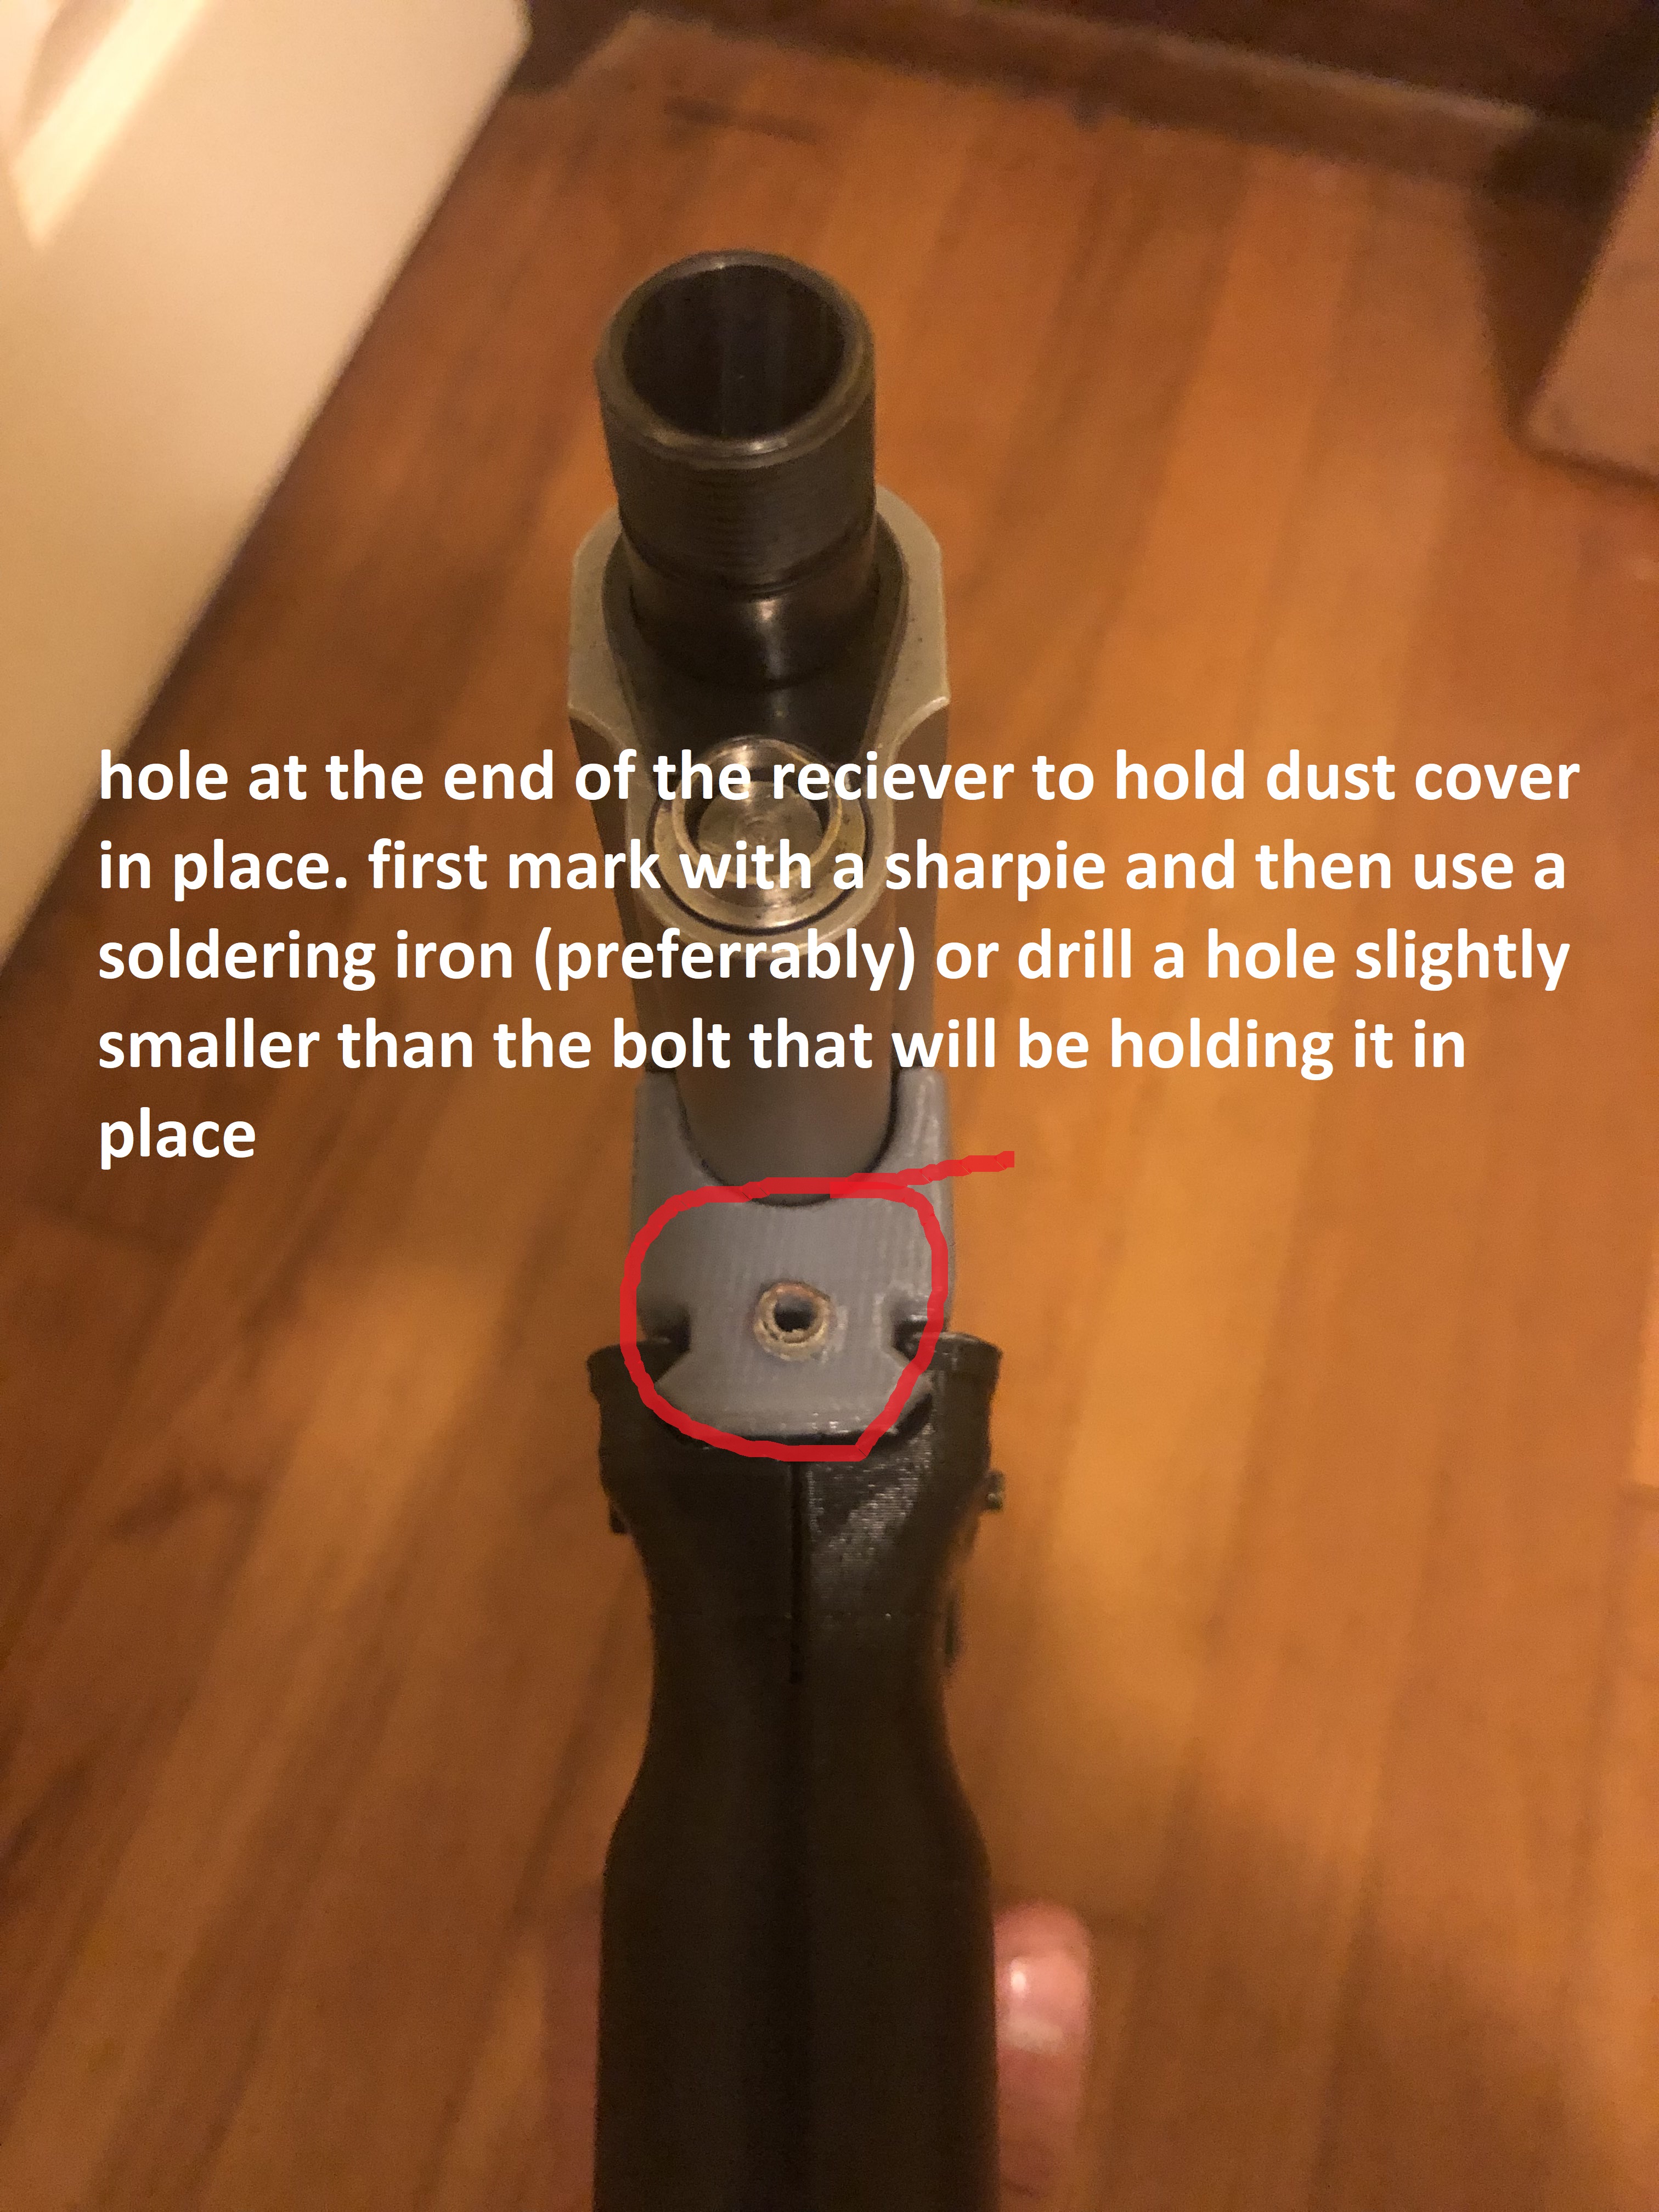 hole at the end of the reciever to hold dust cover
in place. first mark with a sharpie and then use a
soldering iron (preferrably) or drill a hole slightly
smaller than the bolt that will be holding it in
place